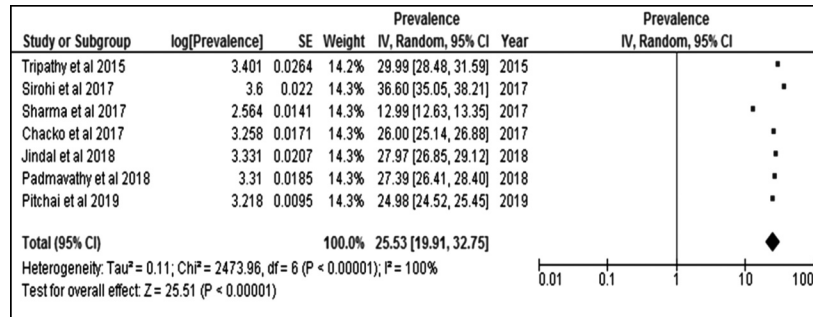 Prevalence Prevalence
Study or Subgroup log[Prevalence] SE Weight IV, Random, 95% CI Year IV, Random, 95% CI
Tripathy et al 2015 3.401 0.0264 14.2% 29.99 [28.48, 31.59] 2015
Sirohi et al 2017 3.6 0.022 14.3% 36.60 [35.05, 38.21] 2017
Sharma et al 2017 2.564 0.0141 14.3% 12.99 [12.63, 13.35] 2017
Chacko et al 2017 3.258 0.0171 14.3% 26.00 [25.14, 26.88] 2017
Jindal et al 2018 3.331 0.0207 14.3% 27.97 [26.85, 29.12] 2018
Padmavathy et al 2018 3.31 0.0185 14.3% 27.39 [26.41, 28.40] 2018
Pitchai et al 2019 3.218 0.0095 14.3% 24.98 [24.52, 25.45] 2019
Total (95% CI) 100.0% 25.53 [19.91, 32.75]
Heterogeneity: Tau² = 0.11; Chi² = 2473.96, df = 6 (P < 0.00001); I² = 100%
Test for overall effect: Z = 25.51 (P < 0.00001)
0.01 0.1 1 10 100